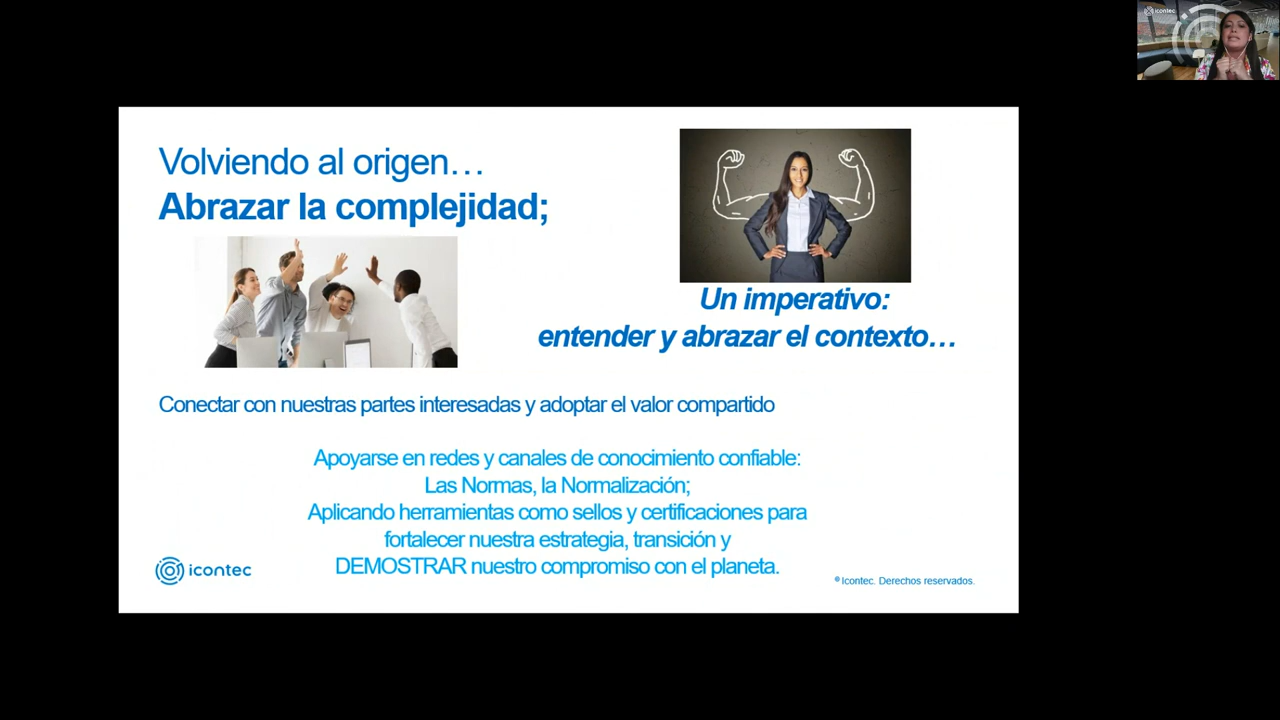 icontec
Volviendo al origen…
Abrazar la complejidad;
Un imperativo:
entender y abrazar el contexto…
Conectar con nuestras partes interesadas y adoptar el valor compartido
Apoyarse en redes y canales de conocimiento confiable:
Las Normas, la Normalización;
Aplicando herramientas como sellos y certificaciones para
fortalecer nuestra estrategia, transición y
DEMOSTRAR nuestro compromiso con el planeta.
icontec
® Icontec. Derechos reservados.